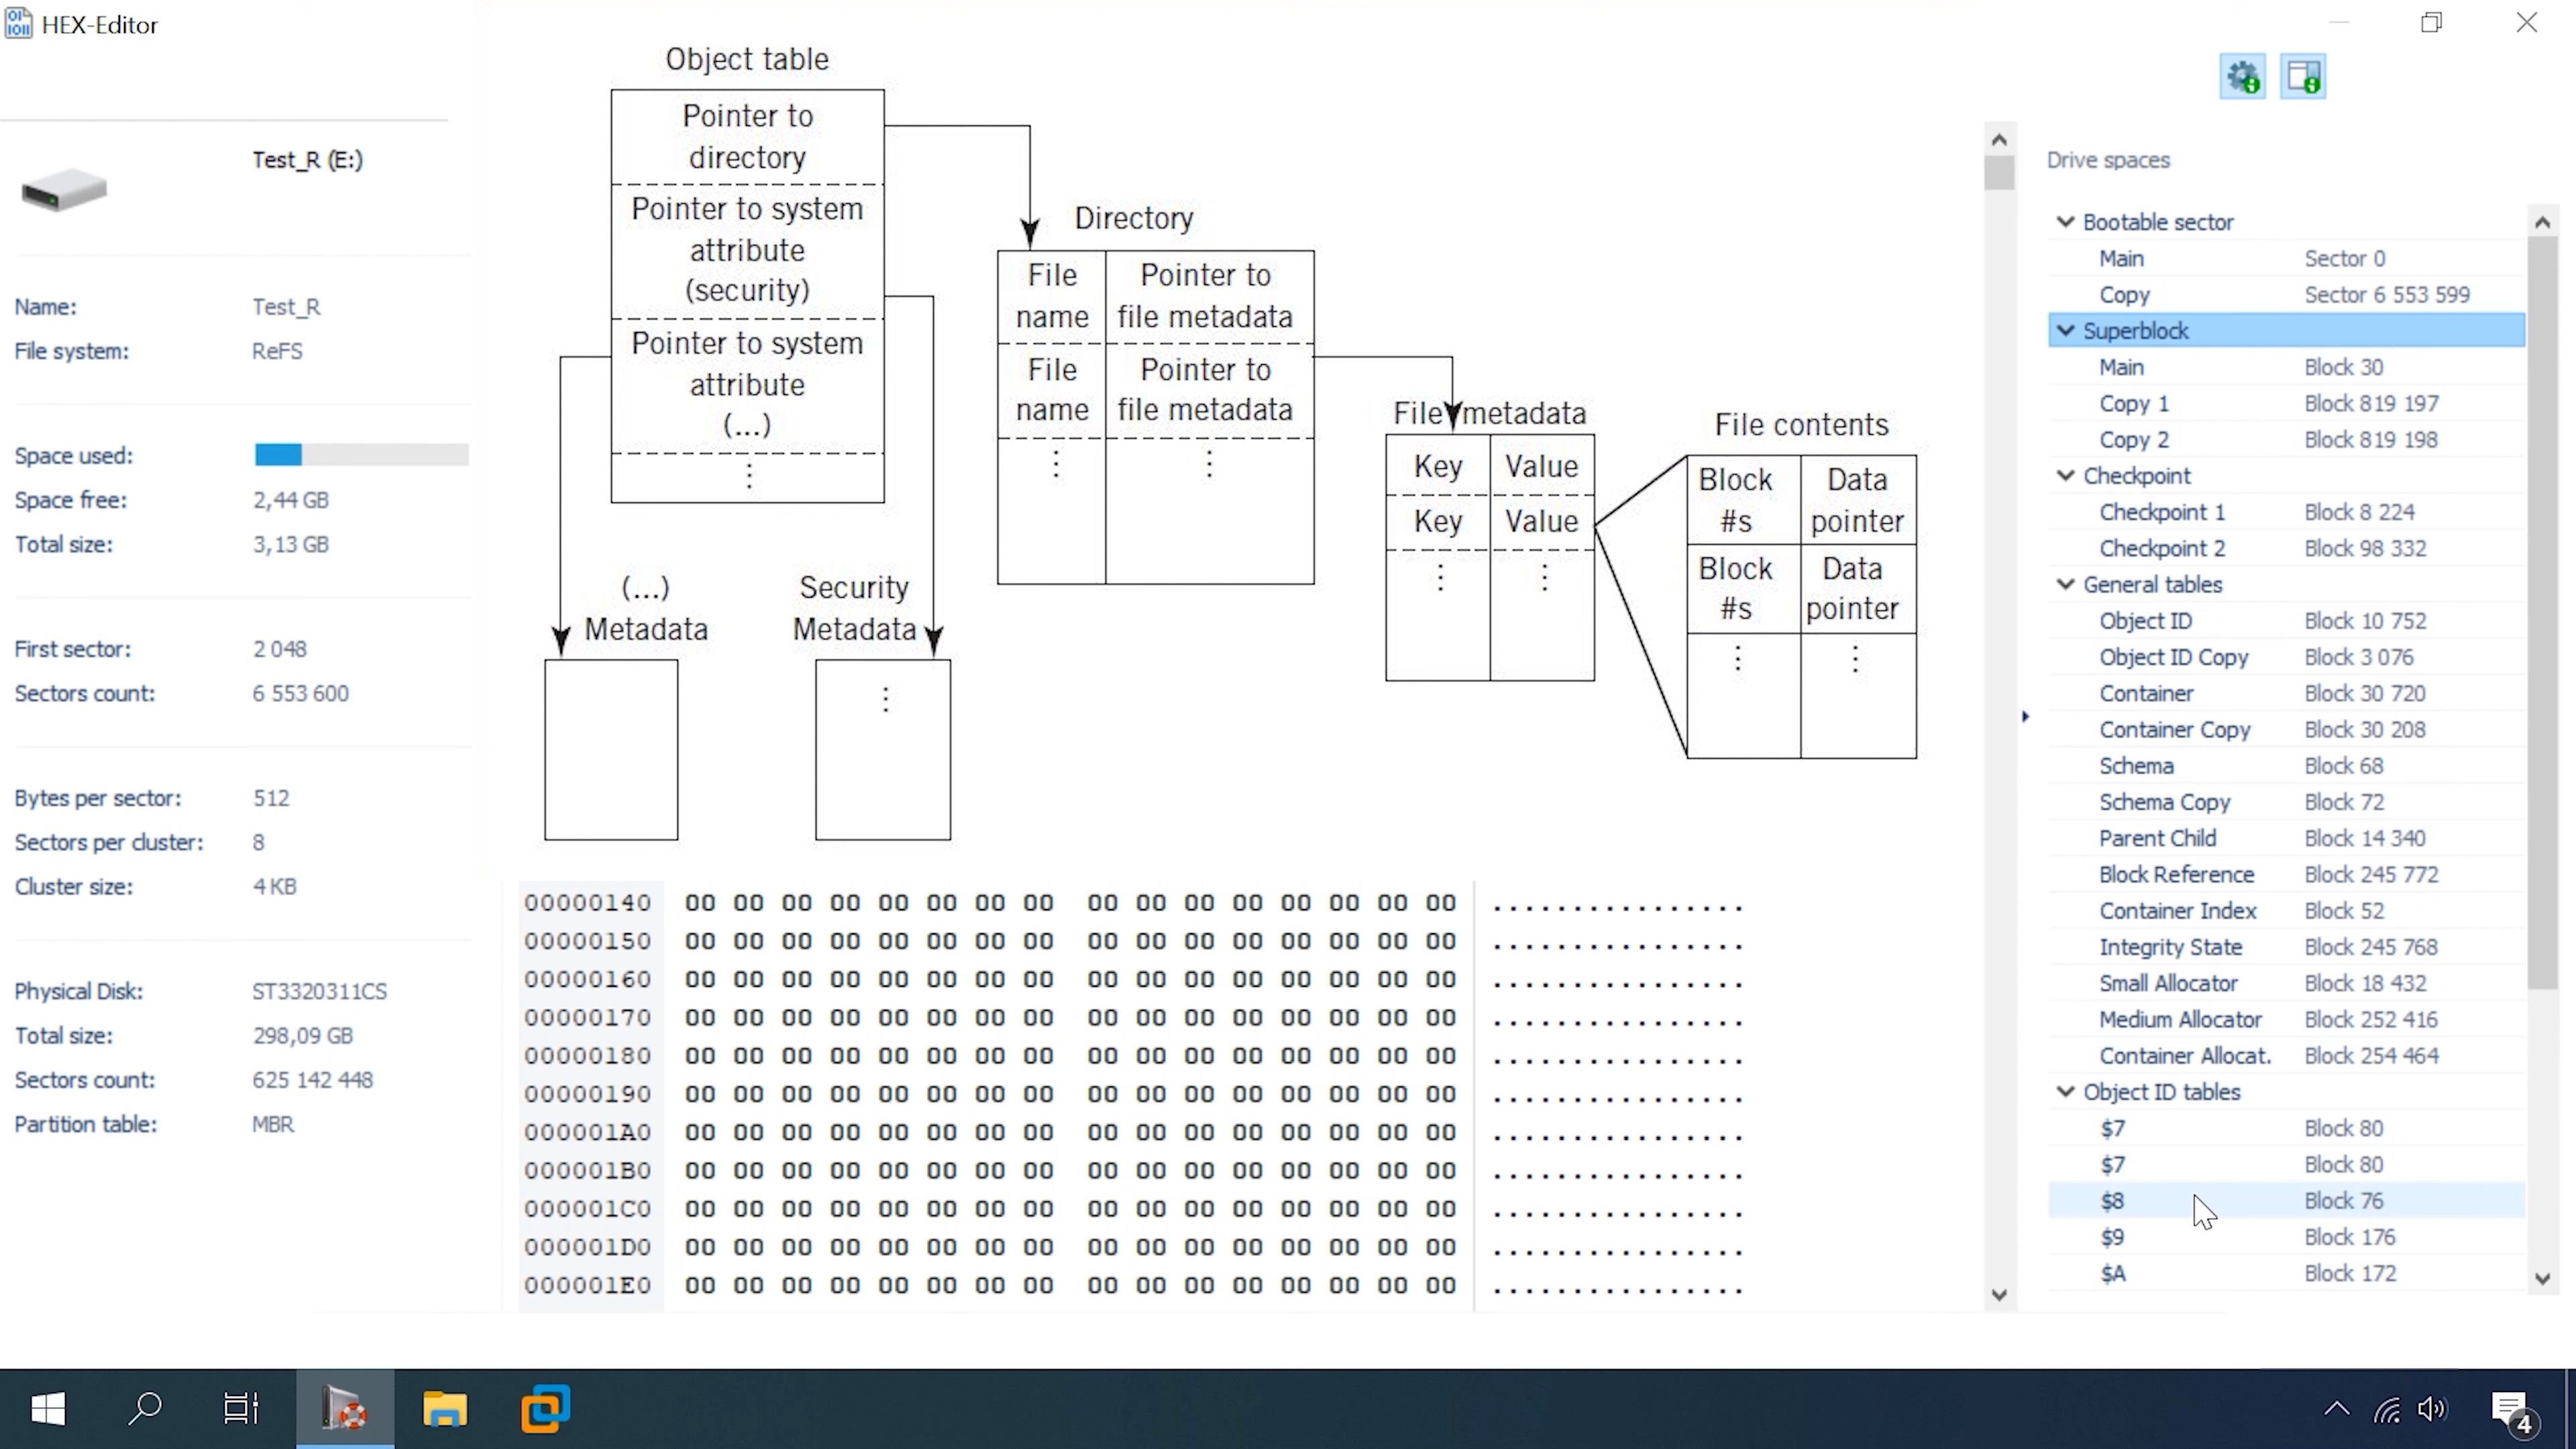 HEX-Editor
Test_R (E:)
Name: Test_R
File system: ReFS
Space used:
Space free: 2,44 GB
Total size: 3,13 GB
First sector: 2 048
Sectors count: 6 553 600
Bytes per sector: 512
Sectors per cluster: 8
Cluster size: 4 KB
Physical Disk: ST3320311CS
Total size: 298,09 GB
Sectors count: 625 142 448
Partition table: MBR
Object table
Pointer to
directory
Pointer to system
attribute
(security)
Pointer to system
attribute
(...)
⋮
Directory
File name Pointer to file metadata
File name Pointer to file metadata
⋮ ⋮
File metadata
Key Value
Key Value
⋮ ⋮
File contents
Block #s Data pointer
Block #s Data pointer
⋮ ⋮
(...)
Metadata
Security
Metadata
⋮
00000140 00 00 00 00 00 00 00 00 00 00 00 00 00 00 00 00 ................
00000150 00 00 00 00 00 00 00 00 00 00 00 00 00 00 00 00 ................
00000160 00 00 00 00 00 00 00 00 00 00 00 00 00 00 00 00 ................
00000170 00 00 00 00 00 00 00 00 00 00 00 00 00 00 00 00 ................
00000180 00 00 00 00 00 00 00 00 00 00 00 00 00 00 00 00 ................
00000190 00 00 00 00 00 00 00 00 00 00 00 00 00 00 00 00 ................
000001A0 00 00 00 00 00 00 00 00 00 00 00 00 00 00 00 00 ................
000001B0 00 00 00 00 00 00 00 00 00 00 00 00 00 00 00 00 ................
000001C0 00 00 00 00 00 00 00 00 00 00 00 00 00 00 00 00 ................
000001D0 00 00 00 00 00 00 00 00 00 00 00 00 00 00 00 00 ................
000001E0 00 00 00 00 00 00 00 00 00 00 00 00 00 00 00 00 ................
Drive spaces
Bootable sector
Main Sector 0
Copy Sector 6 553 599
Superblock
Main Block 30
Copy 1 Block 819 197
Copy 2 Block 819 198
Checkpoint
Checkpoint 1 Block 8 224
Checkpoint 2 Block 98 332
General tables
Object ID Block 10 752
Object ID Copy Block 3 076
Container Block 30 720
Container Copy Block 30 208
Schema Block 68
Schema Copy Block 72
Parent Child Block 14 340
Block Reference Block 245 772
Container Index Block 52
Integrity State Block 245 768
Small Allocator Block 18 432
Medium Allocator Block 252 416
Container Allocat. Block 254 464
Object ID tables
$7 Block 80
$7 Block 80
$8 Block 76
$9 Block 176
$A Block 172
4